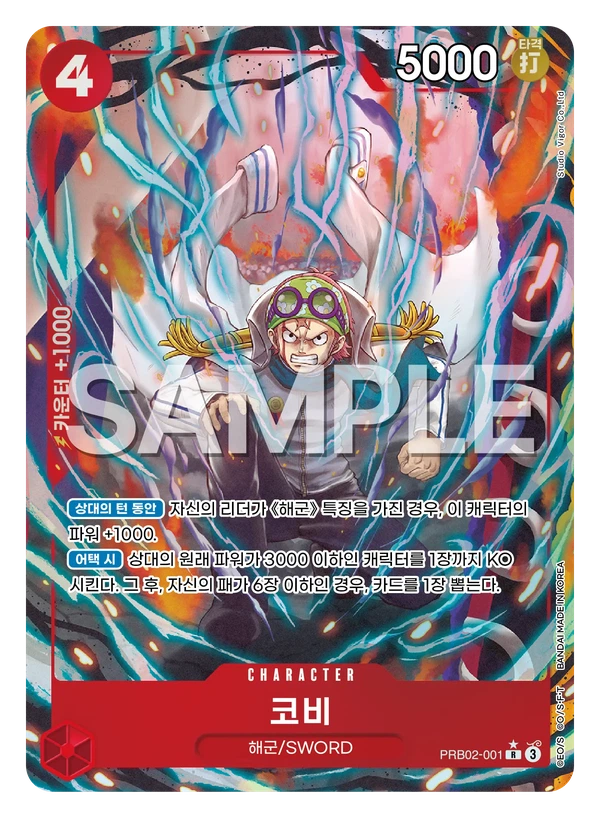 4
5000
타격
打
Studio Vigor Co.,Ltd
카운터 +1000
SAMPLE
상대의 턴 동안 자신의 리더가 《해군》 특징을 가진 경우, 이 캐릭터의
파워 +1000.
어택 시 상대의 원래 파워가 3000 이하인 캐릭터를 1장까지 KO
시킨다. 그 후, 자신의 패가 6장 이하인 경우, 카드를 1장 뽑는다.
©EO/S ©O/S·F·T BANDAI MADE IN KOREA
CHARACTER
코비
해군/SWORD
PRB02-001 R 3